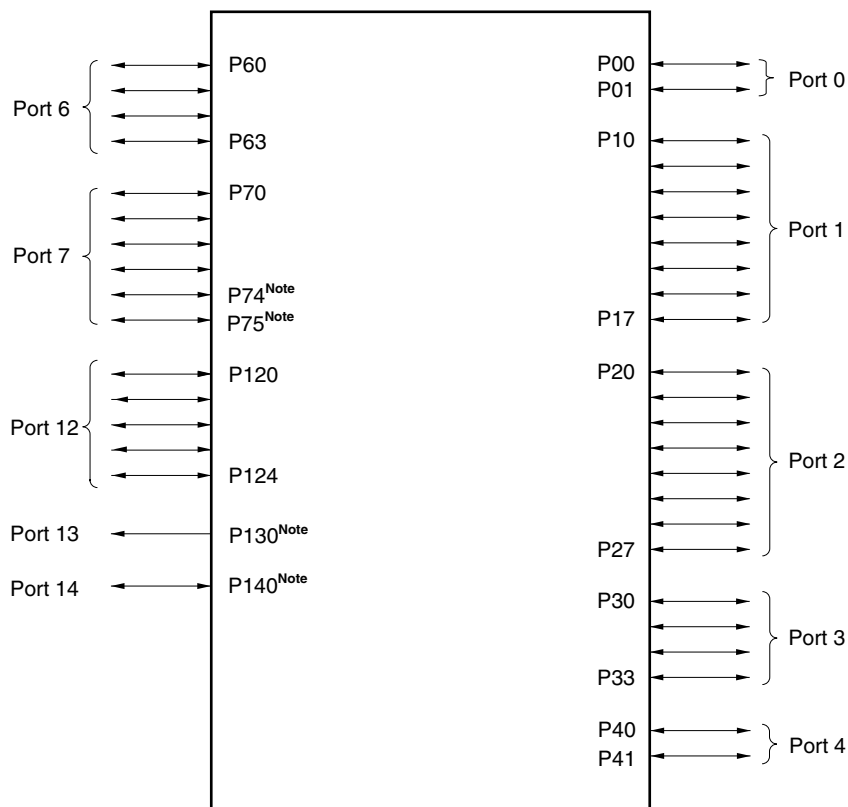 Port 6
P60
P63
Port 7
P70
P74Note
P75Note
Port 12
P120
P124
Port 13
P130Note
Port 14
P140Note
P00
P01
Port 0
P10
P17
Port 1
P20
P27
Port 2
P30
P33
Port 3
P40
P41
Port 4